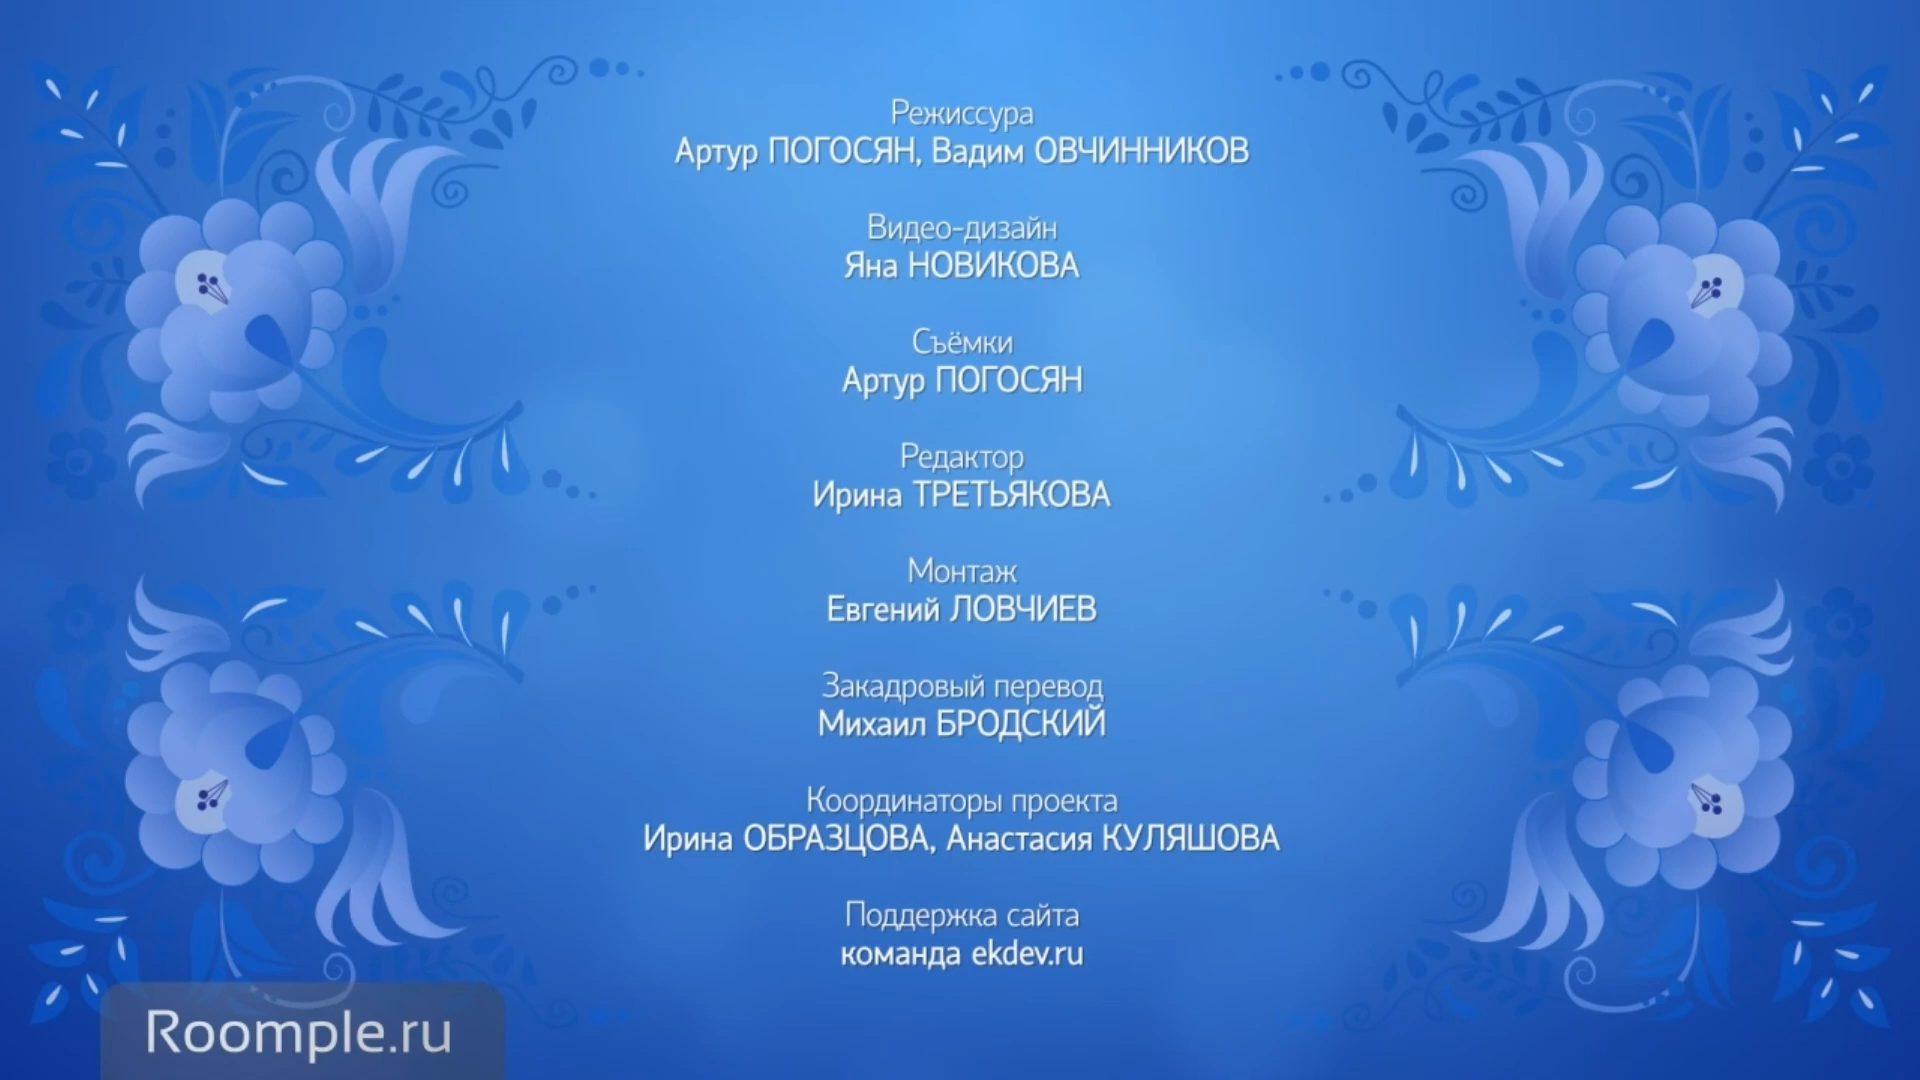 Режиссура
Артур ПОГОСЯН, Вадим ОВЧИННИКОВ
Видео-дизайн
Яна НОВИКОВА
Съёмки
Артур ПОГОСЯН
Редактор
Ирина ТРЕТЬЯКОВА
Монтаж
Евгений ЛОВЧИЕВ
Закадровый перевод
Михаил БРОДСКИЙ
Координаторы проекта
Ирина ОБРАЗЦОВА, Анастасия КУЛЯШОВА
Поддержка сайта
команда ekdev.ru
Roomple.ru